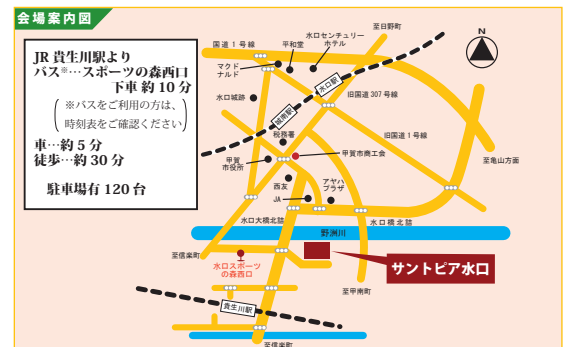 会場案内図
JR 貴生川駅より
バス※…スポーツの森西口
下車 約 10 分
※バスをご利用の方は、
時刻表をご確認ください
車…約 5 分
徒歩…約 30 分
駐車場有 120 台
N
至日野町
水口センチュリー
ホテル
平和堂
国道 1 号線
マクド
ナルド
水口駅
旧国道 307 号線
水口城跡
城南駅
税務署
旧国道 1 号線
甲賀市商工会
甲賀
市役所
至亀山方面
西友
アヤハ
プラザ
JA
水口大橋北詰
水口橋北詰
野洲川
至信楽町
水口スポーツ
の森西口
サントピア水口
至甲南町
貴生川駅
至信楽町